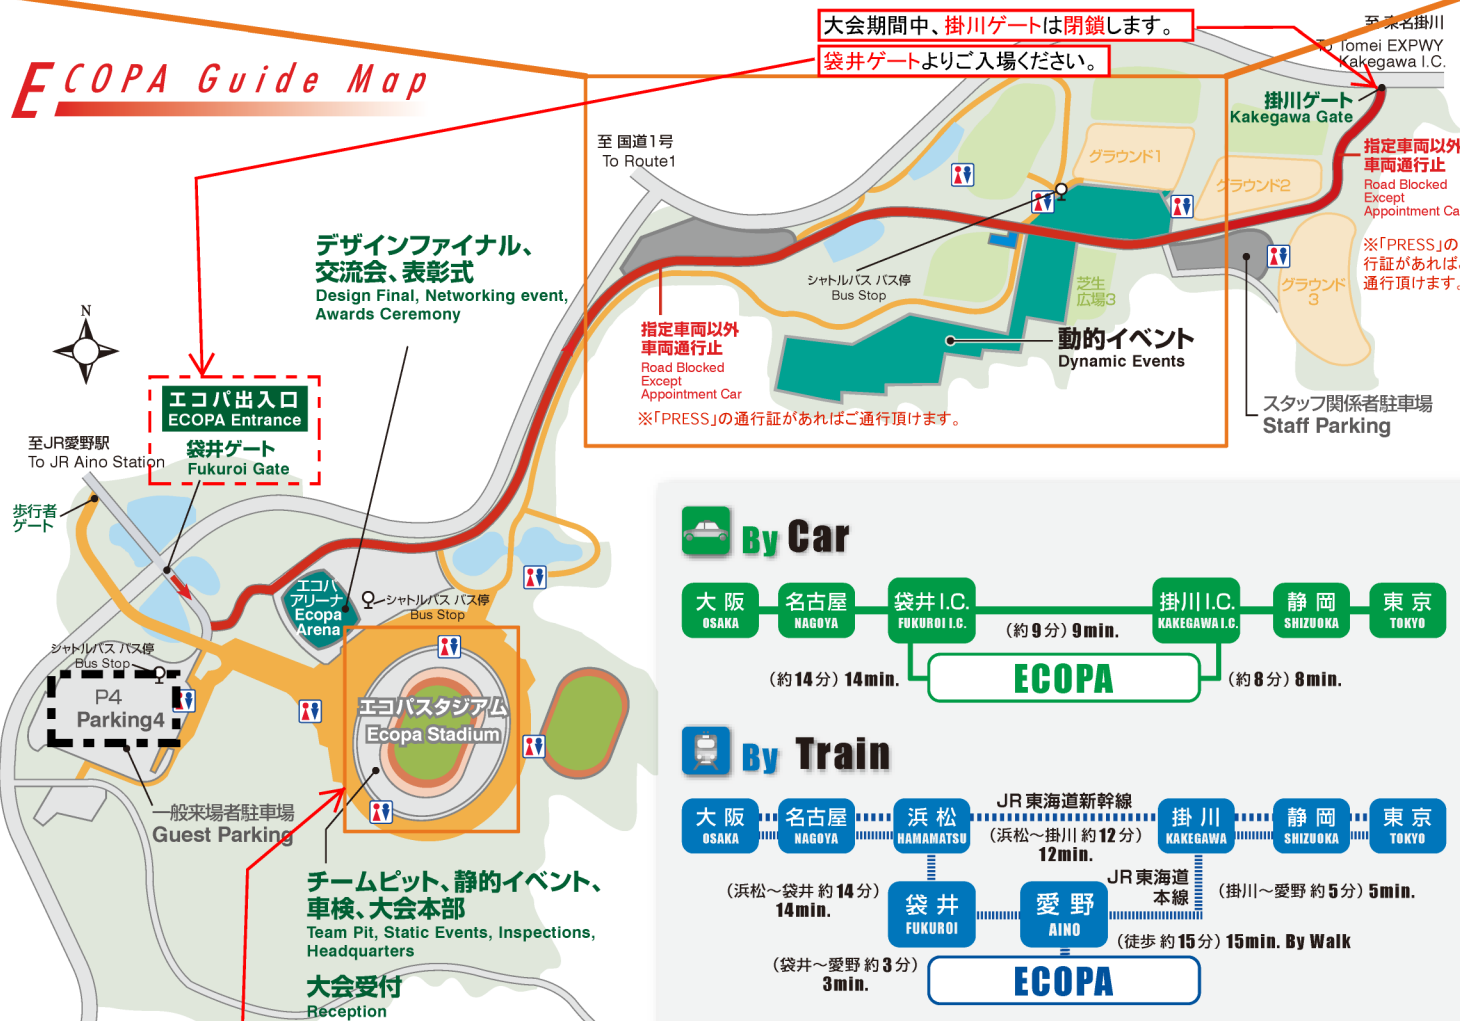 大会期間中、掛川ゲートは閉鎖します。
袋井ゲートよりご入場ください。
至 東名掛川
To Tomei EXPWY
Kakegawa I.C.
ECOPA Guide Map
掛川ゲート
Kakegawa Gate
至 国道1号
To Route1
グラウンド1
グラウンド2
指定車両以外
車両通行止
Road Blocked
Except
Appointment Ca
※「PRESS」の
行証があれば
通行頂けます。
デザインファイナル、
交流会、表彰式
Design Final, Networking event,
Awards Ceremony
シャトルバス バス停
Bus Stop
芝生
広場3
グラウンド
3
N
指定車両以外
車両通行止
Road Blocked
Except
Appointment Car
※「PRESS」の通行証があればご通行頂けます。
動的イベント
Dynamic Events
スタッフ関係者駐車場
Staff Parking
エコパ出入口
ECOPA Entrance
袋井ゲート
Fukuroi Gate
至JR愛野駅
To JR Aino Station
歩行者
ゲート
エコパ
アリーナ
Ecopa
Arena
シャトルバス バス停
Bus Stop
シャトルバス バス停
Bus Stop
P4
Parking4
エコパスタジアム
Ecopa Stadium
一般来場者駐車場
Guest Parking
チームピット、静的イベント、
車検、大会本部
Team Pit, Static Events, Inspections,
Headquarters
大会受付
Reception
By Car
大阪 名古屋 袋井I.C. 掛川I.C. 静岡 東京
OSAKA NAGOYA FUKUROI I.C. KAKEGAWA I.C. SHIZUOKA TOKYO
(約9分) 9min.
(約14分) 14min. ECOPA (約8分) 8min.
By Train
JR東海道新幹線
大阪 名古屋 浜松 掛川 静岡 東京
OSAKA NAGOYA HAMAMATSU KAKEGAWA SHIZUOKA TOKYO
(浜松～掛川 約12分)
12min.
(浜松～袋井 約14分)
14min.
JR東海道
本線
(掛川～愛野 約5分) 5min.
袋井 愛野
FUKUROI AINO
(徒歩 約15分) 15min. By Walk
(袋井～愛野 約3分)
3min.
ECOPA